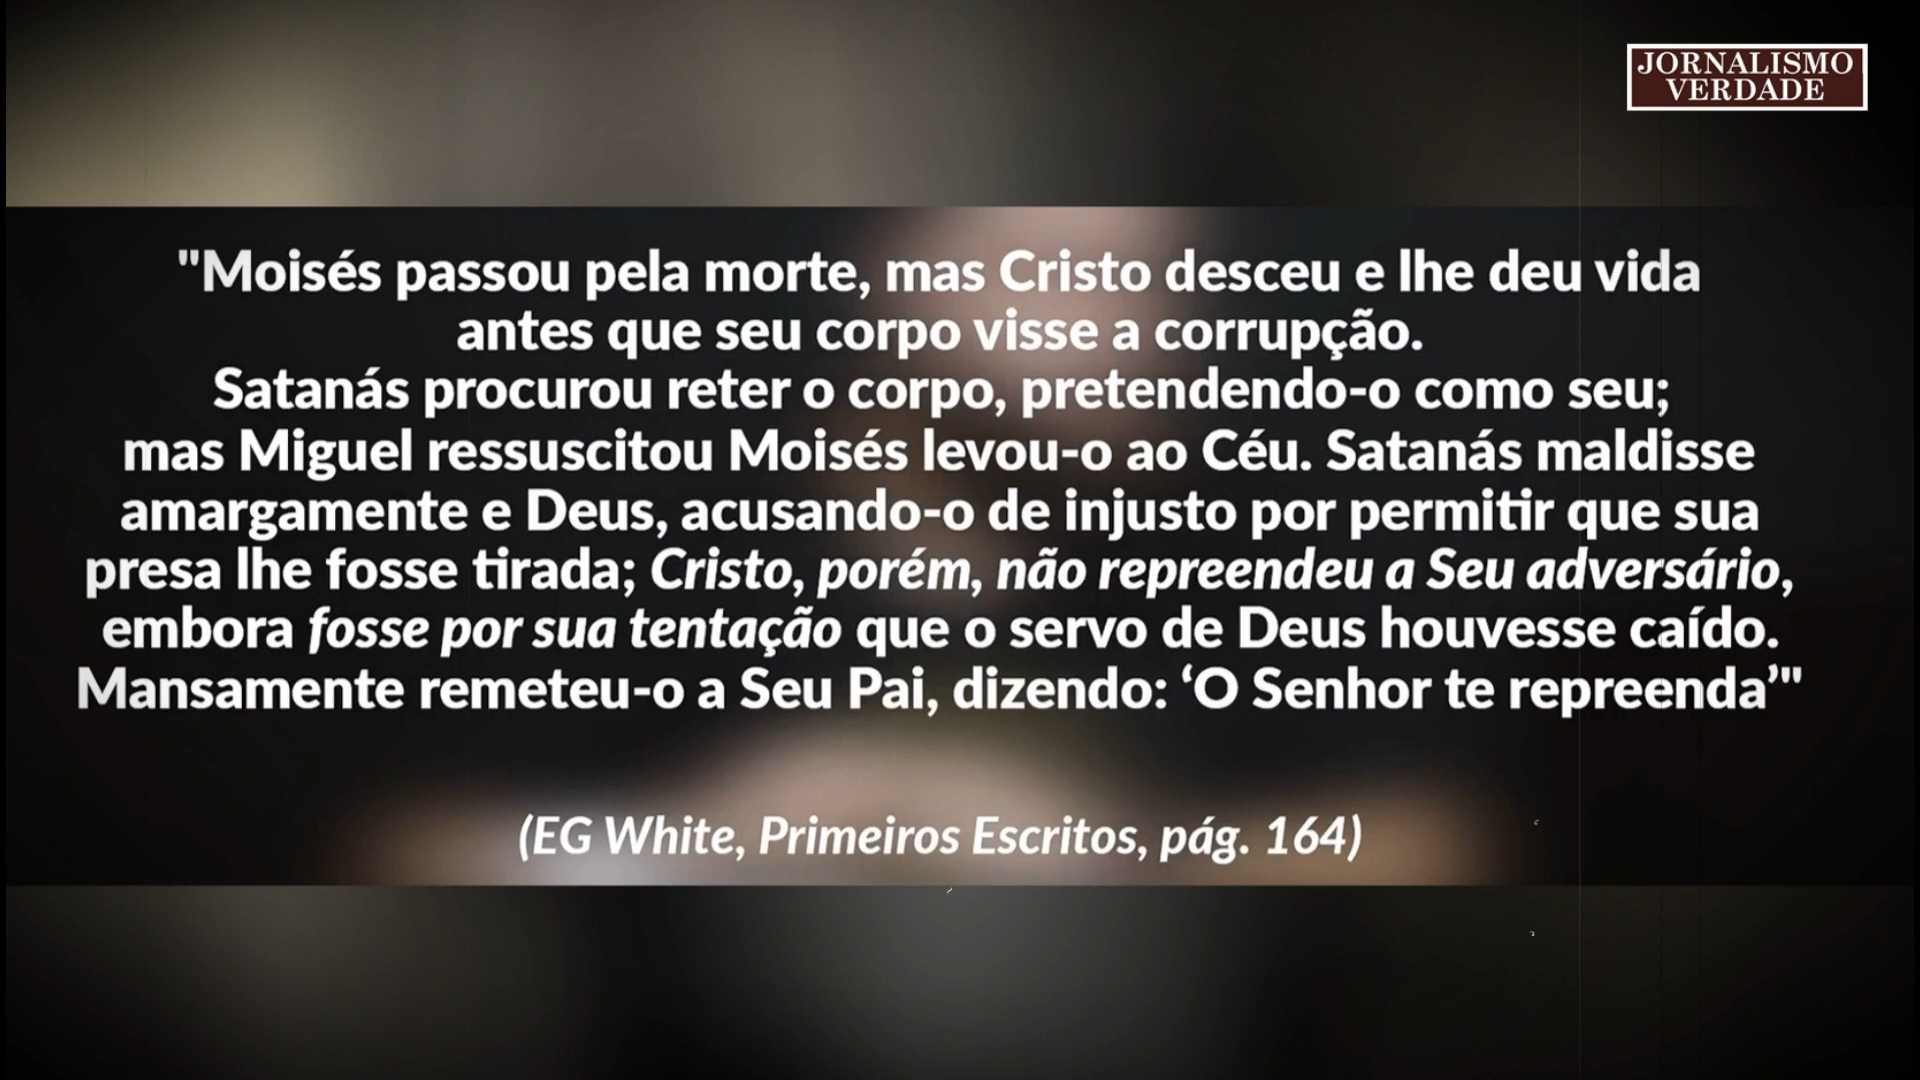 JORNALISMO
VERDADE
"Moisés passou pela morte, mas Cristo desceu e lhe deu vida
antes que seu corpo visse a corrupção.
Satanás procurou reter o corpo, pretendendo-o como seu;
mas Miguel ressuscitou Moisés levou-o ao Céu. Satanás maldisse
amargamente e Deus, acusando-o de injusto por permitir que sua
presa lhe fosse tirada; Cristo, porém, não repreendeu a Seu adversário,
embora fosse por sua tentação que o servo de Deus houvesse caído.
Mansamente remeteu-o a Seu Pai, dizendo: ‘O Senhor te repreenda’"
(EG White, Primeiros Escritos, pág. 164)